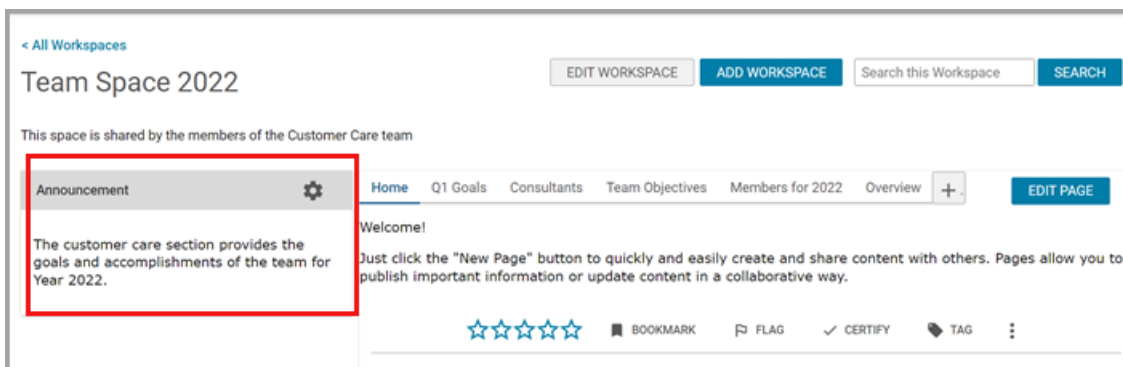 < All Workspaces
Team Space 2022
EDIT WORKSPACE ADD WORKSPACE Search this Workspace SEARCH
This space is shared by the members of the Customer Care team
Announcement
The customer care section provides the
goals and accomplishments of the team for
Year 2022.
Home Q1 Goals Consultants Team Objectives Members for 2022 Overview + EDIT PAGE
Welcome!
Just click the "New Page" button to quickly and easily create and share content with others. Pages allow you to
publish important information or update content in a collaborative way.
BOOKMARK FLAG CERTIFY TAG